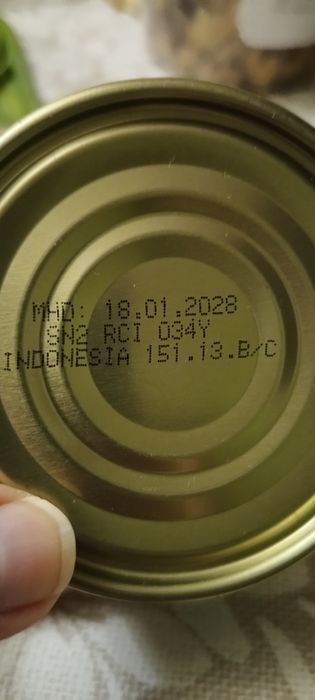 MHD: 18.01.2028
SN2 RCI 034Y
INDONESIA 151.13.B/C